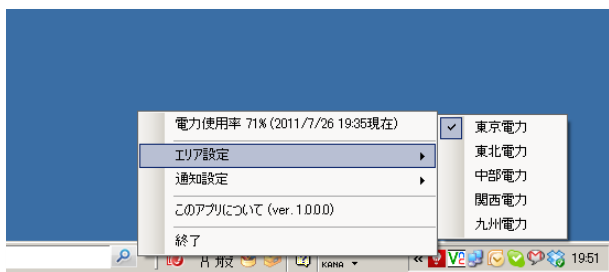 電力使用率 71% (2011/7/26 19:35現在)
エリア設定
通知設定
このアプリについて (ver. 1.0.0.0)
終了
東京電力
東北電力
中部電力
関西電力
九州電力
A 般
KANA
19:51